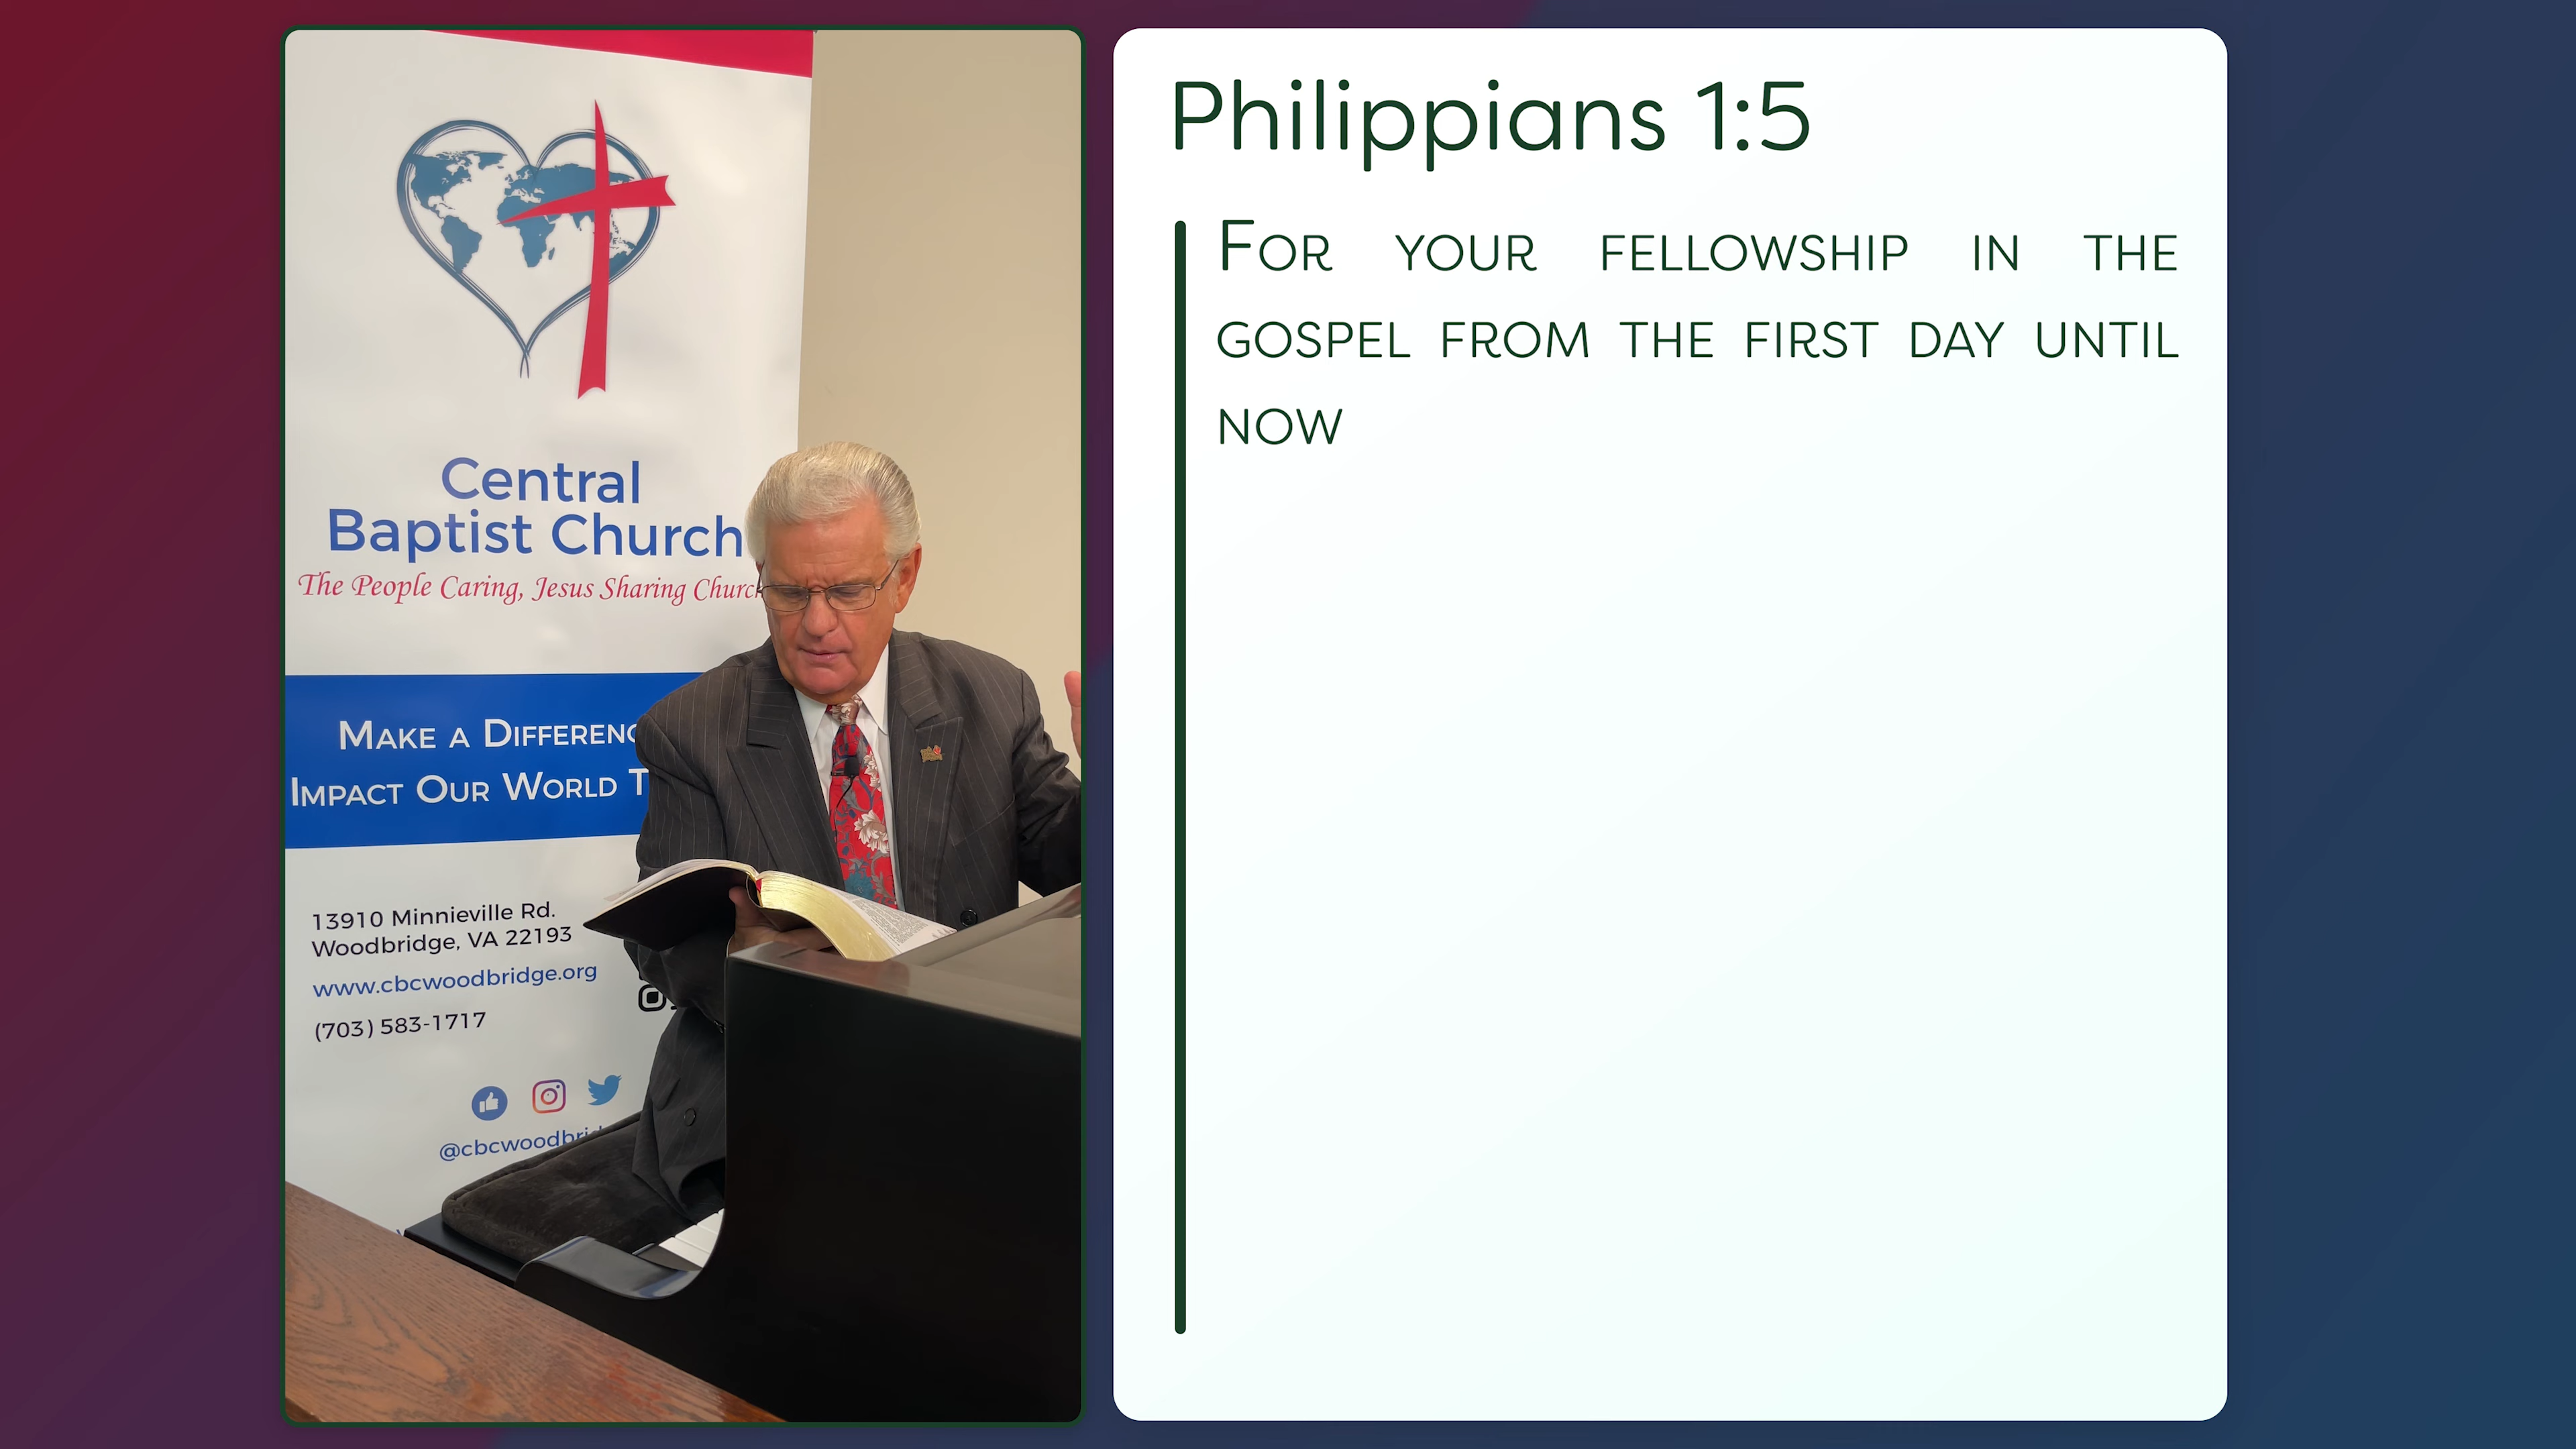 Central
Baptist Church
The People Caring, Jesus Sharing
MAKE A
IMPACT OUR WORLD
13910 Minnieville Rd.
Woodbridge, VA 22193
www.cbcwoodbridge.org
(703) 583-1717
Philippians 1:5
FOR YOUR FELLOWSHIP IN THE
GOSPEL FROM THE FIRST DAY UNTIL
NOW